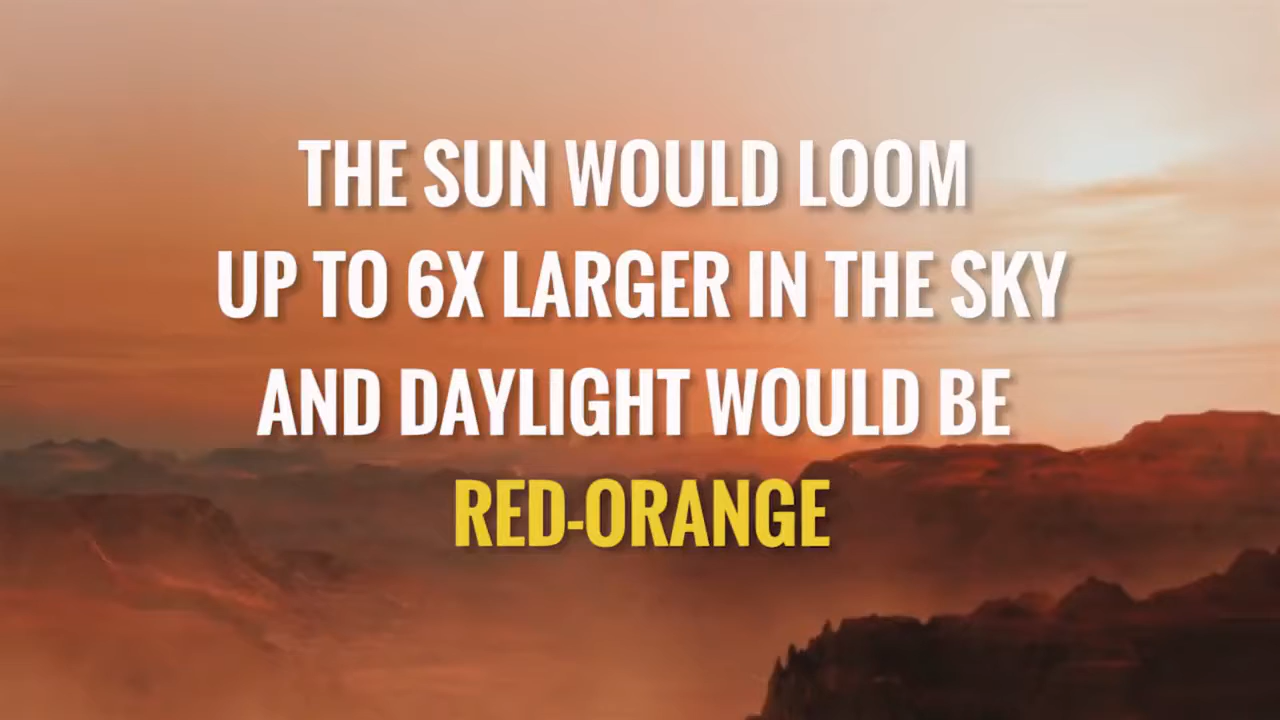 THE SUN WOULD LOOM
UP TO 6X LARGER IN THE SKY
AND DAYLIGHT WOULD BE
RED-ORANGE